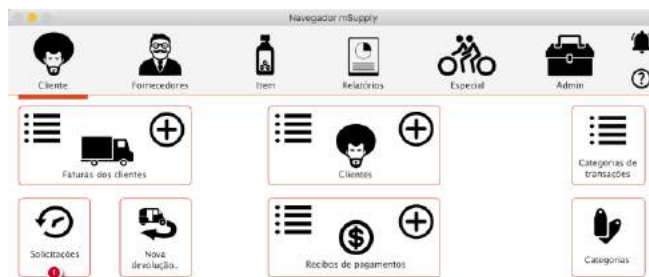 Navegador mSupply
Cliente
Fornecedores
Item
Relatórios
Especial
Admin
Faturas dos clientes
Clientes
Categorias de
transações
Solicitações
1
Nova
devolução..
Recibos de pagamentos
Categorias